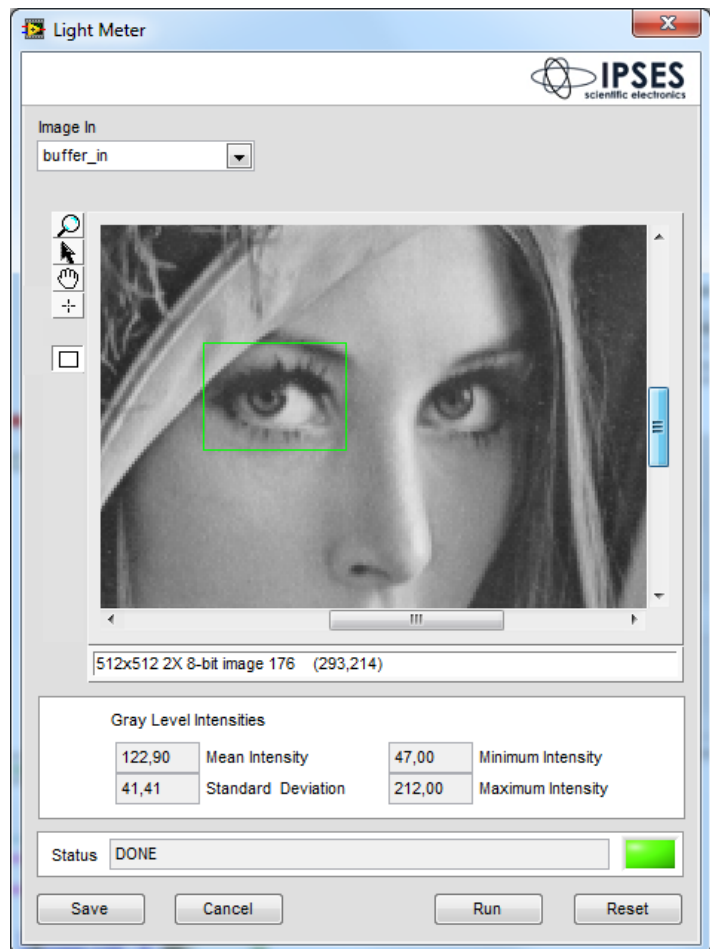 Light Meter
IPSES
scientific electronics
Image In
buffer_in
512x512 2X 8-bit image 176 (293,214)
Gray Level Intensities
122,90 Mean Intensity 47,00 Minimum Intensity
41,41 Standard Deviation 212,00 Maximum Intensity
Status DONE
Save Cancel Run Reset